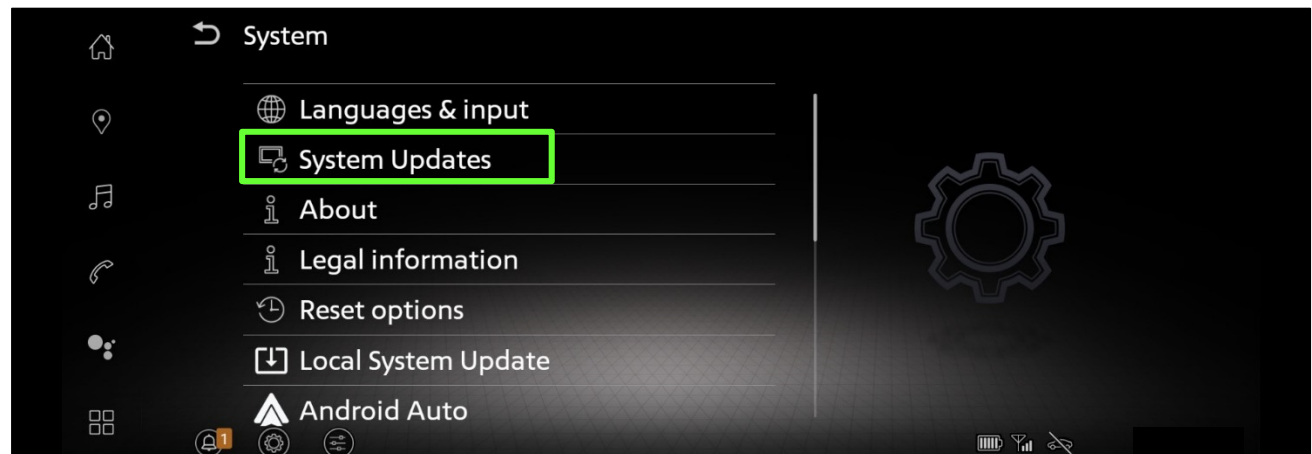 System
Languages & input
System Updates
About
Legal information
Reset options
Local System Update
Android Auto
1